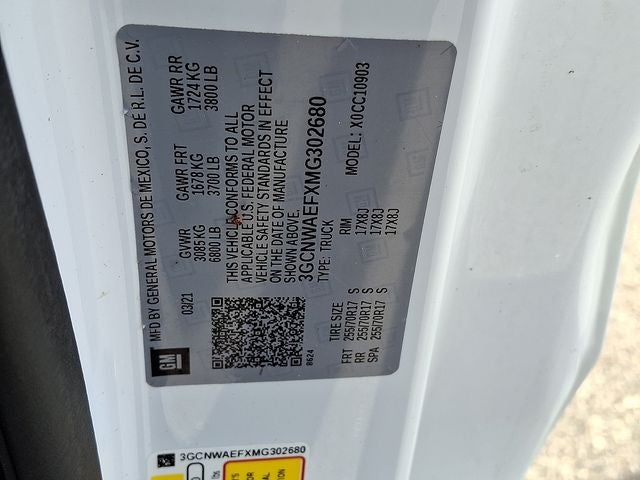 GM
MFD BY GENERAL MOTORS DE MEXICO, S. DE R.L. DE C.V.
03/21
GVWR GAWR FRT GAWR RR
3085 KG 1678 KG 1724 KG
6800 LB 3700 LB 3800 LB
THIS VEHICLE CONFORMS TO ALL
APPLICABLE U.S. FEDERAL MOTOR
VEHICLE SAFETY STANDARDS IN EFFECT
ON THE DATE OF MANUFACTURE
SHOWN ABOVE.
3GCNWAEFXMG302680
TYPE: TRUCK MODEL: X0CC10903
8624
TIRE SIZE RIM
FRT 255/70R17 S 17X8J
RR 255/70R17 S 17X8J
SPA 255/70R17 S 17X8J
3GCNWAEFXMG302680